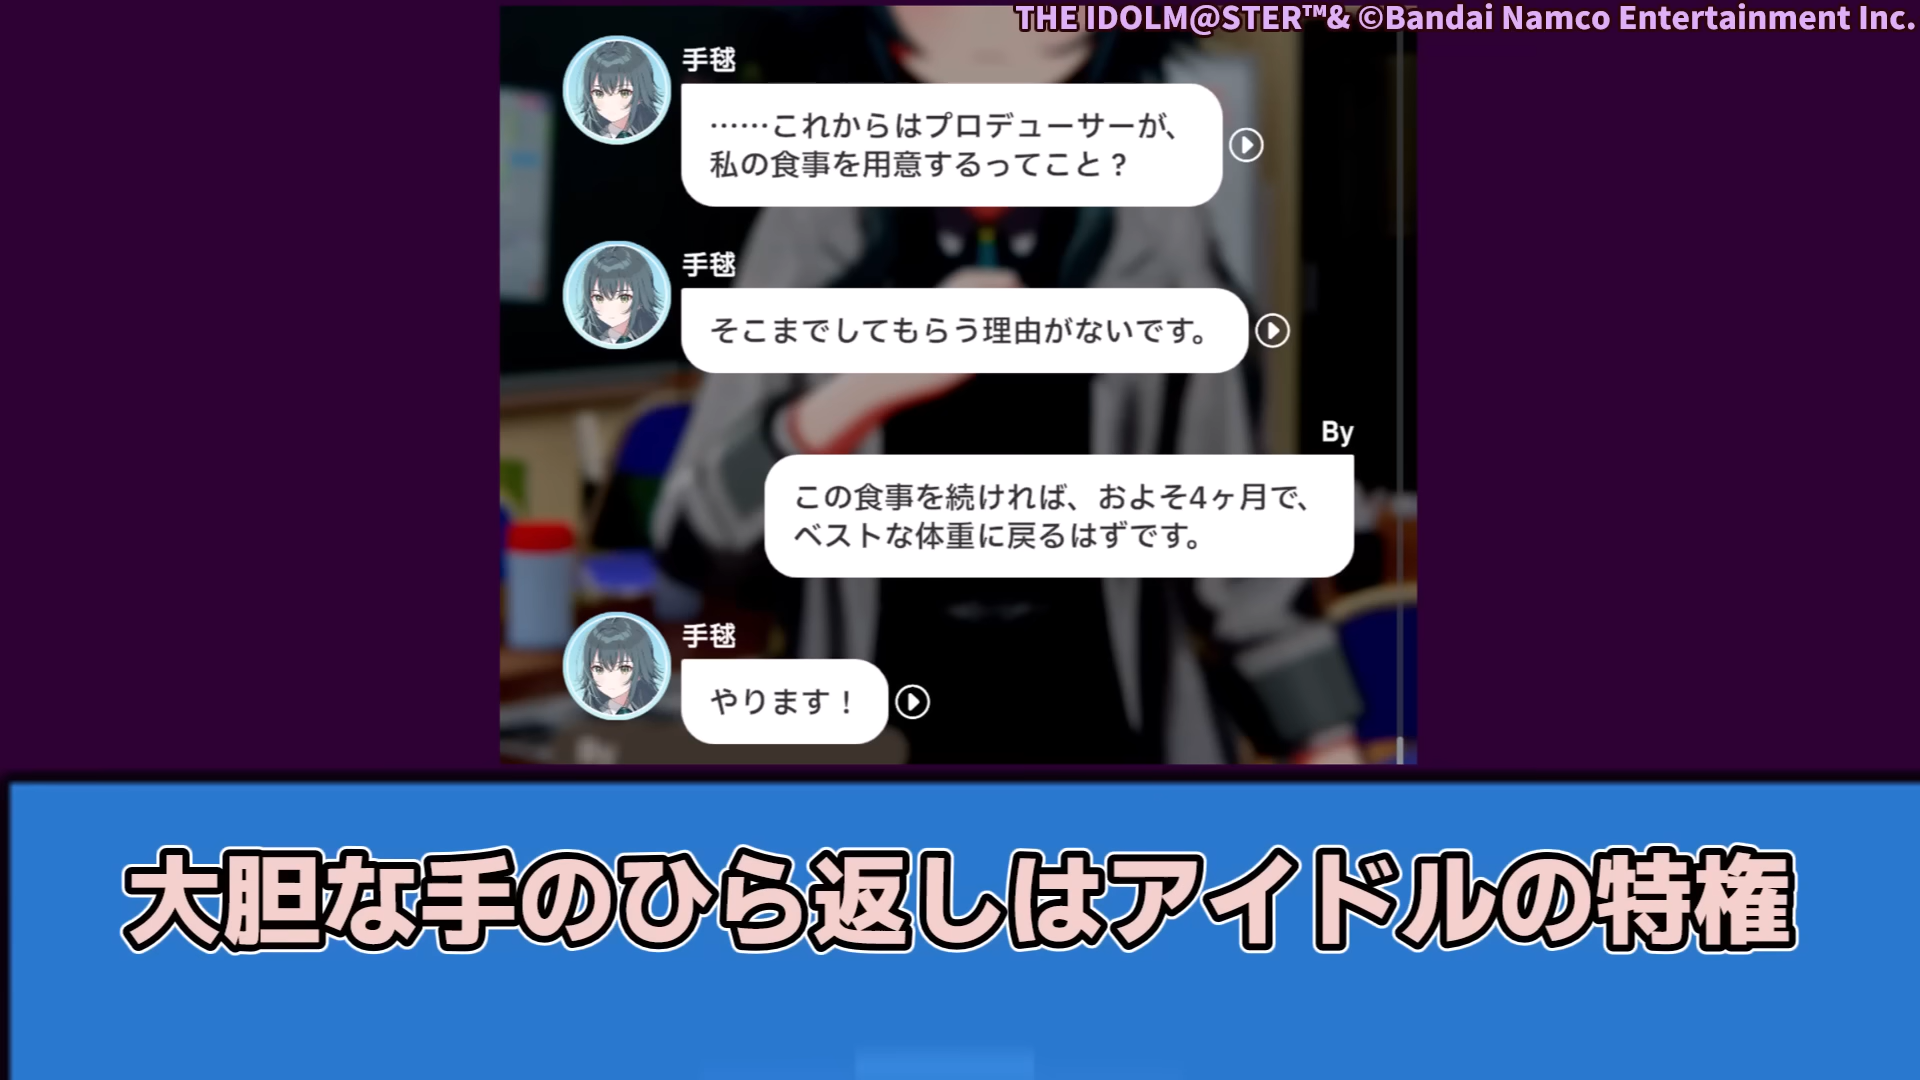 THE IDOLM@STER™& ©Bandai Namco Entertainment Inc.
手毬
……これからはプロデューサーが、
私の食事を用意するってこと？
手毬
そこまでしてもらう理由がないです。
By
この食事を続ければ、およそ4ヶ月で、
ベストな体重に戻るはずです。
手毬
やります！
By
大胆な手のひら返しはアイドルの特権